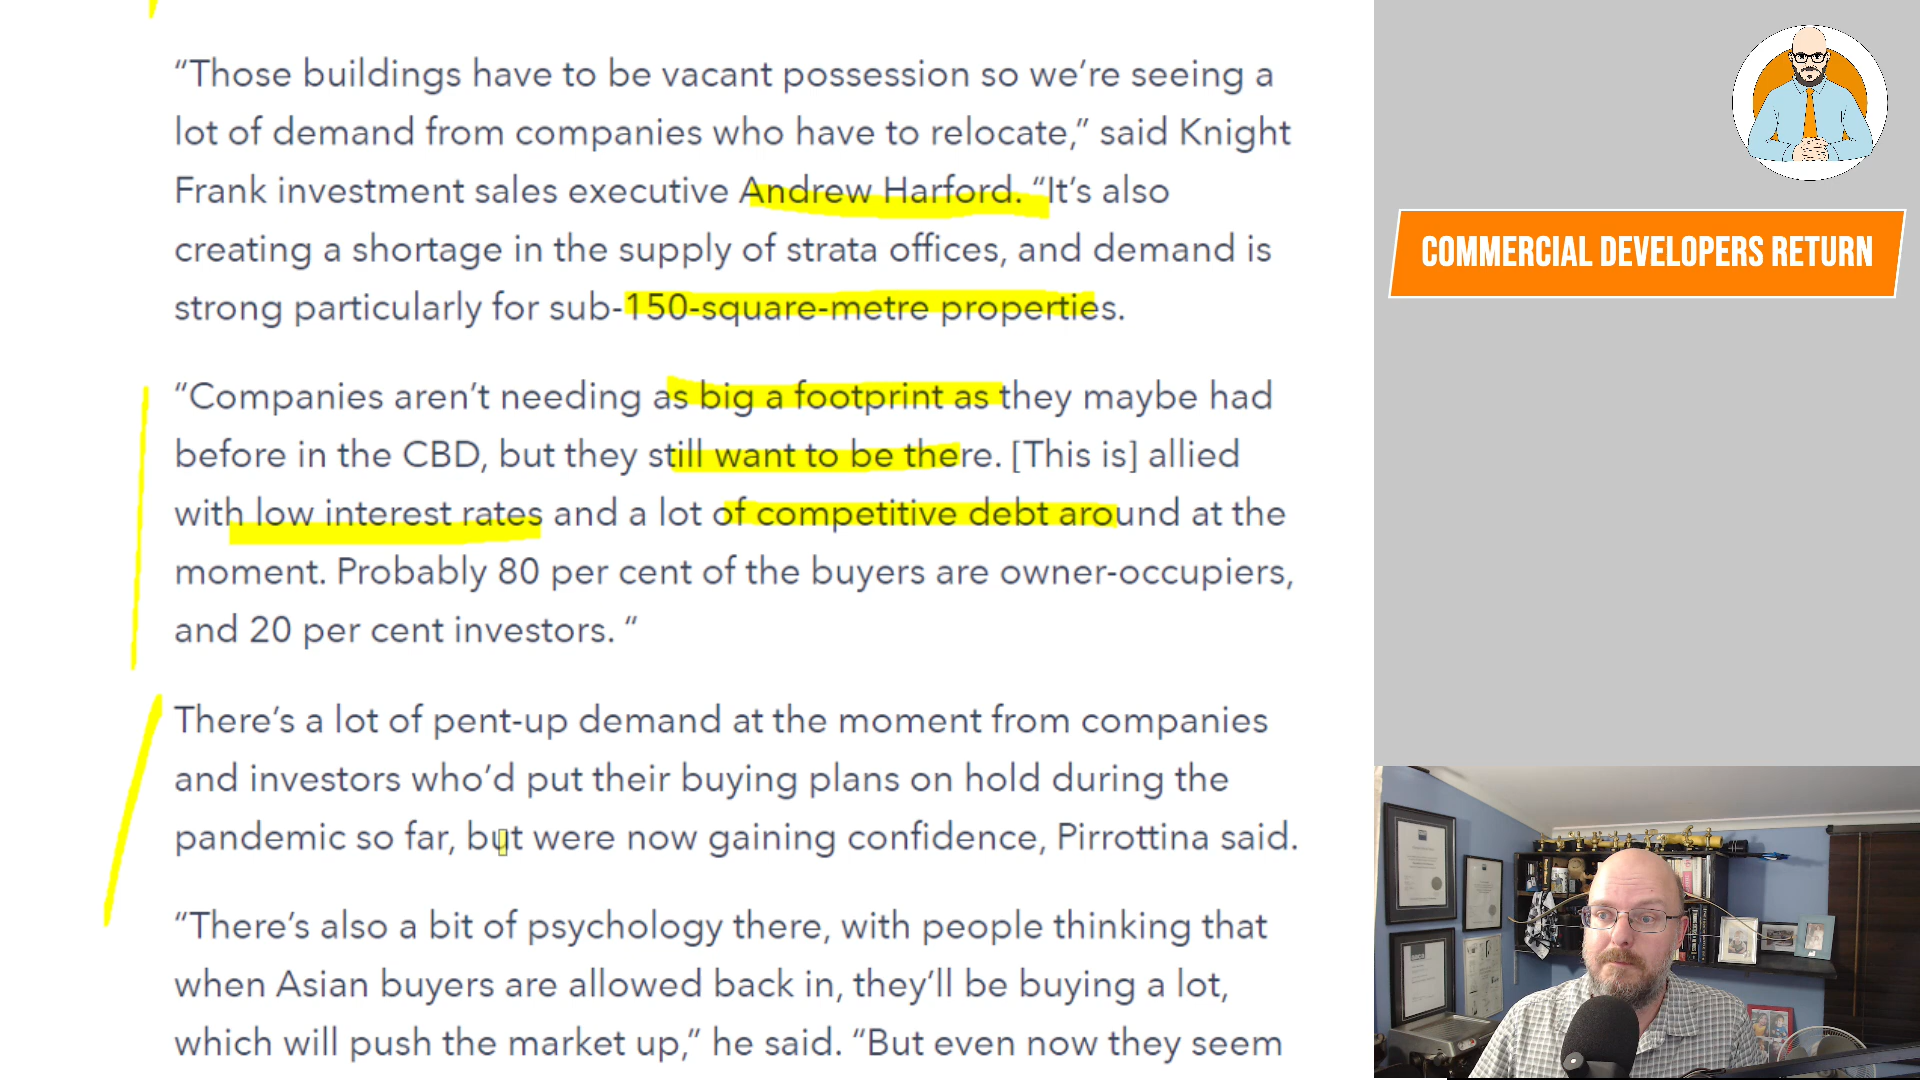 “Those buildings have to be vacant possession so we’re seeing a
lot of demand from companies who have to relocate,” said Knight
Frank investment sales executive Andrew Harford. “It’s also
creating a shortage in the supply of strata offices, and demand is
strong particularly for sub-150-square-metre properties.
“Companies aren’t needing as big a footprint as they maybe had
before in the CBD, but they still want to be there. [This is] allied
with low interest rates and a lot of competitive debt around at the
moment. Probably 80 per cent of the buyers are owner-occupiers,
and 20 per cent investors. “
There’s a lot of pent-up demand at the moment from companies
and investors who’d put their buying plans on hold during the
pandemic so far, but were now gaining confidence, Pirrottina said.
“There’s also a bit of psychology there, with people thinking that
when Asian buyers are allowed back in, they’ll be buying a lot,
which will push the market up,” he said. “But even now they seem
COMMERCIAL DEVELOPERS RETURN